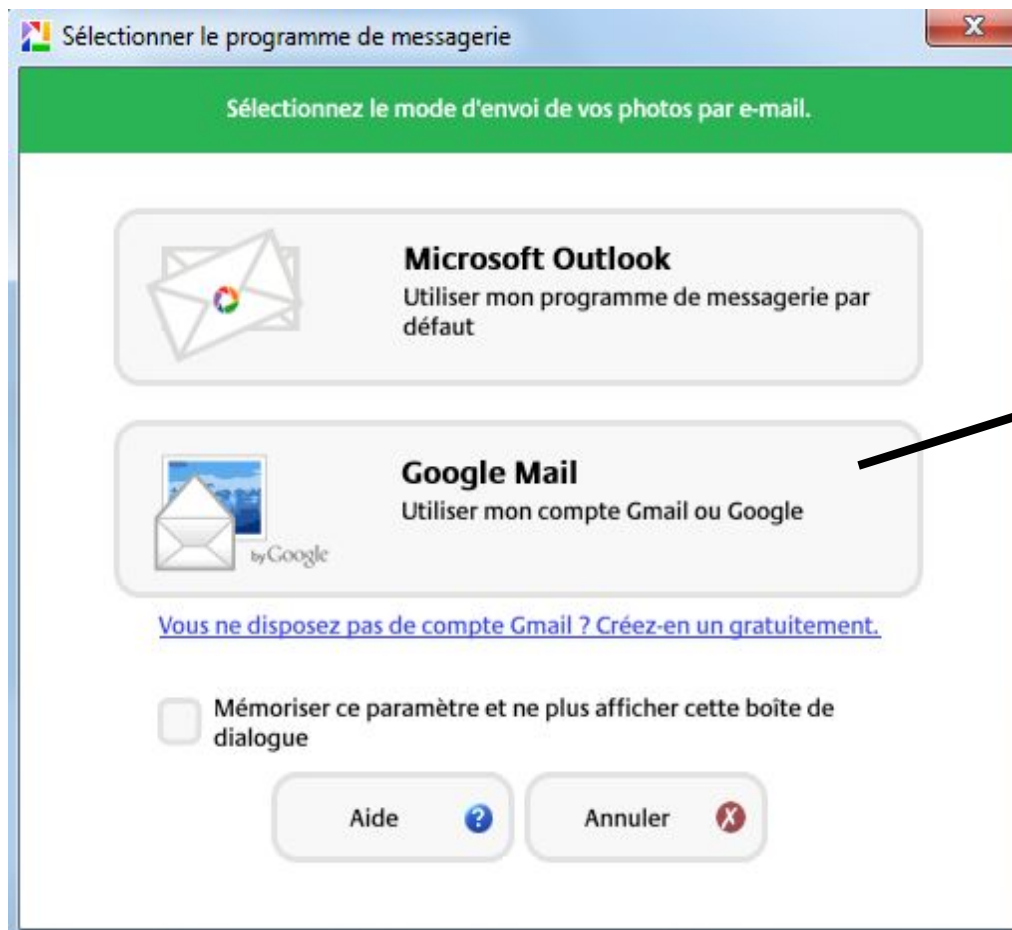 Sélectionner le programme de messagerie
X
Sélectionnez le mode d'envoi de vos photos par e-mail.
Microsoft Outlook
Utiliser mon programme de messagerie par
défaut
Google Mail
Utiliser mon compte Gmail ou Google
by Google
Vous ne disposez pas de compte Gmail ? Créez-en un gratuitement.
Mémoriser ce paramètre et ne plus afficher cette boîte de
dialogue
Aide ?
Annuler X